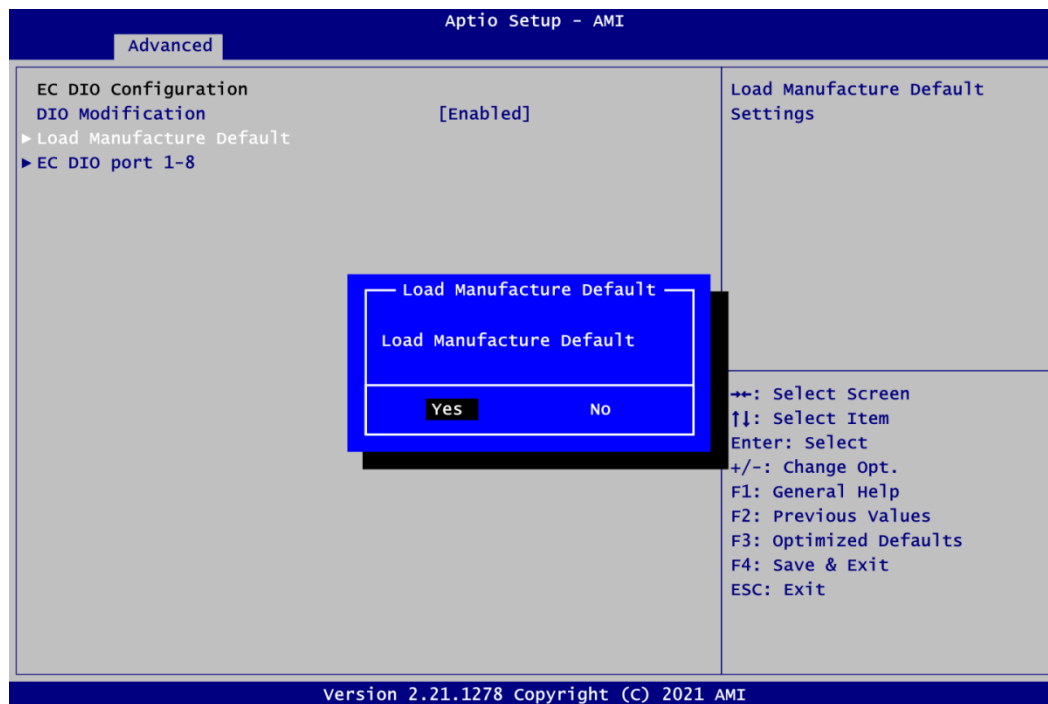 Aptio Setup - AMI
Advanced
EC DIO Configuration
DIO Modification [Enabled]
▶ Load Manufacture Default
▶ EC DIO port 1-8
Load Manufacture Default
Settings
Load Manufacture Default
Load Manufacture Default
Yes No
→←: Select Screen
↑↓: Select Item
Enter: Select
+/-: Change Opt.
F1: General Help
F2: Previous Values
F3: Optimized Defaults
F4: Save & Exit
ESC: Exit
Version 2.21.1278 Copyright (C) 2021 AMI